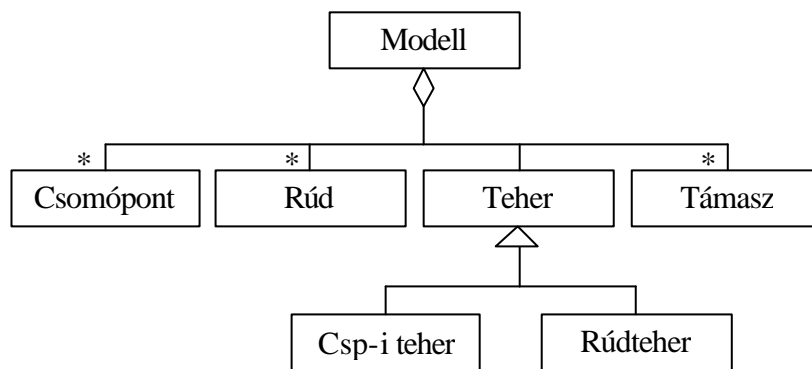 Modell
* * *
Csomópont Rúd Teher Támasz
Csp-i teher Rúdteher